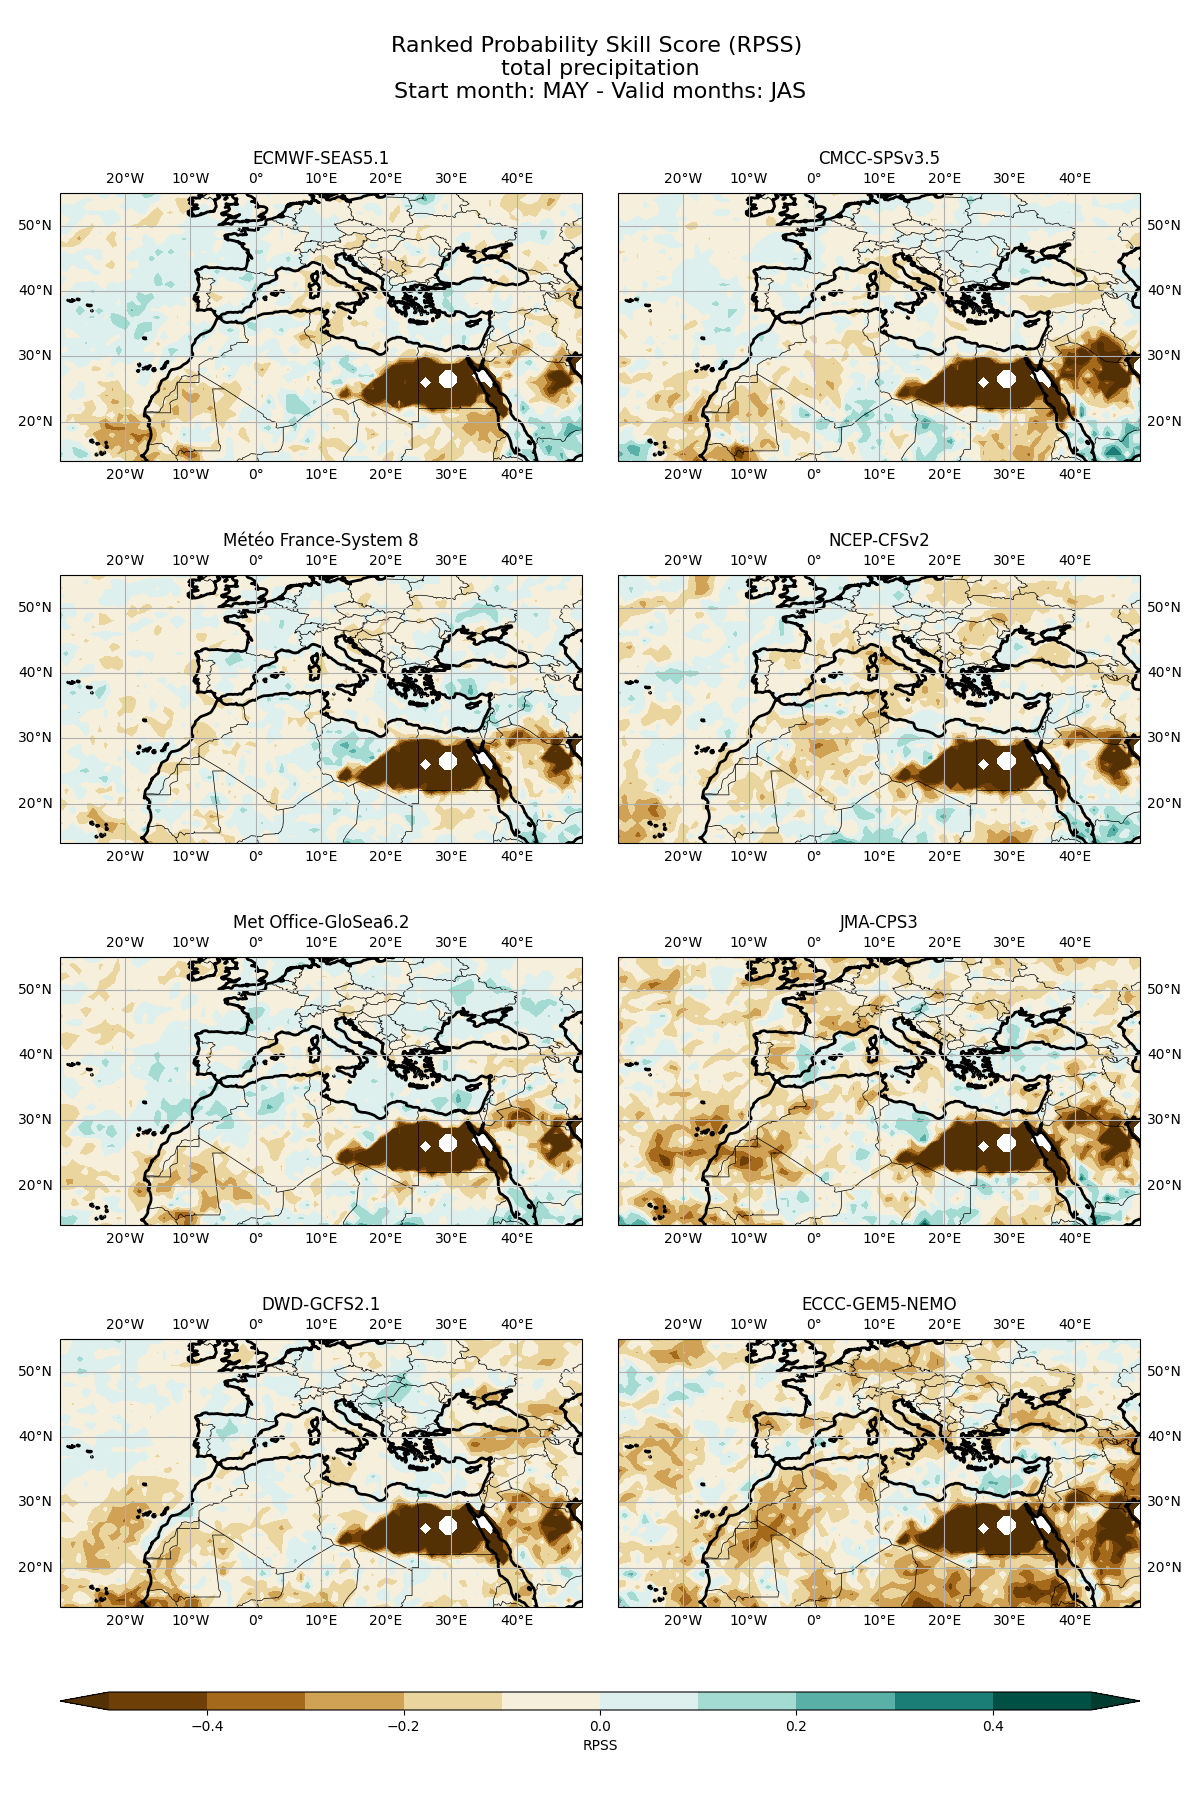 Ranked Probability Skill Score (RPSS)
total precipitation
Start month: MAY - Valid months: JAS
ECMWF-SEAS5.1
20°W 10°W 0° 10°E 20°E 30°E 40°E
50°N
40°N
30°N
20°N
20°W 10°W 0° 10°E 20°E 30°E 40°E
CMCC-SPSv3.5
20°W 10°W 0° 10°E 20°E 30°E 40°E
50°N
40°N
30°N
20°N
20°W 10°W 0° 10°E 20°E 30°E 40°E
Météo France-System 8
20°W 10°W 0° 10°E 20°E 30°E 40°E
50°N
40°N
30°N
20°N
20°W 10°W 0° 10°E 20°E 30°E 40°E
NCEP-CFSv2
20°W 10°W 0° 10°E 20°E 30°E 40°E
50°N
40°N
30°N
20°N
20°W 10°W 0° 10°E 20°E 30°E 40°E
Met Office-GloSea6.2
20°W 10°W 0° 10°E 20°E 30°E 40°E
50°N
40°N
30°N
20°N
20°W 10°W 0° 10°E 20°E 30°E 40°E
JMA-CPS3
20°W 10°W 0° 10°E 20°E 30°E 40°E
50°N
40°N
30°N
20°N
20°W 10°W 0° 10°E 20°E 30°E 40°E
DWD-GCFS2.1
20°W 10°W 0° 10°E 20°E 30°E 40°E
50°N
40°N
30°N
20°N
20°W 10°W 0° 10°E 20°E 30°E 40°E
ECCC-GEM5-NEMO
20°W 10°W 0° 10°E 20°E 30°E 40°E
50°N
40°N
30°N
20°N
20°W 10°W 0° 10°E 20°E 30°E 40°E
−0.4 −0.2 0.0 0.2 0.4
RPSS